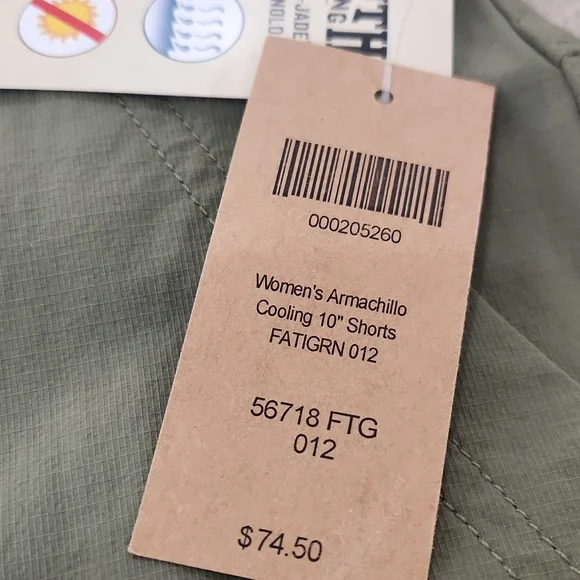 000205260
Women's Armachillo
Cooling 10" Shorts
FATIGRN 012
56718 FTG
012
$74.50